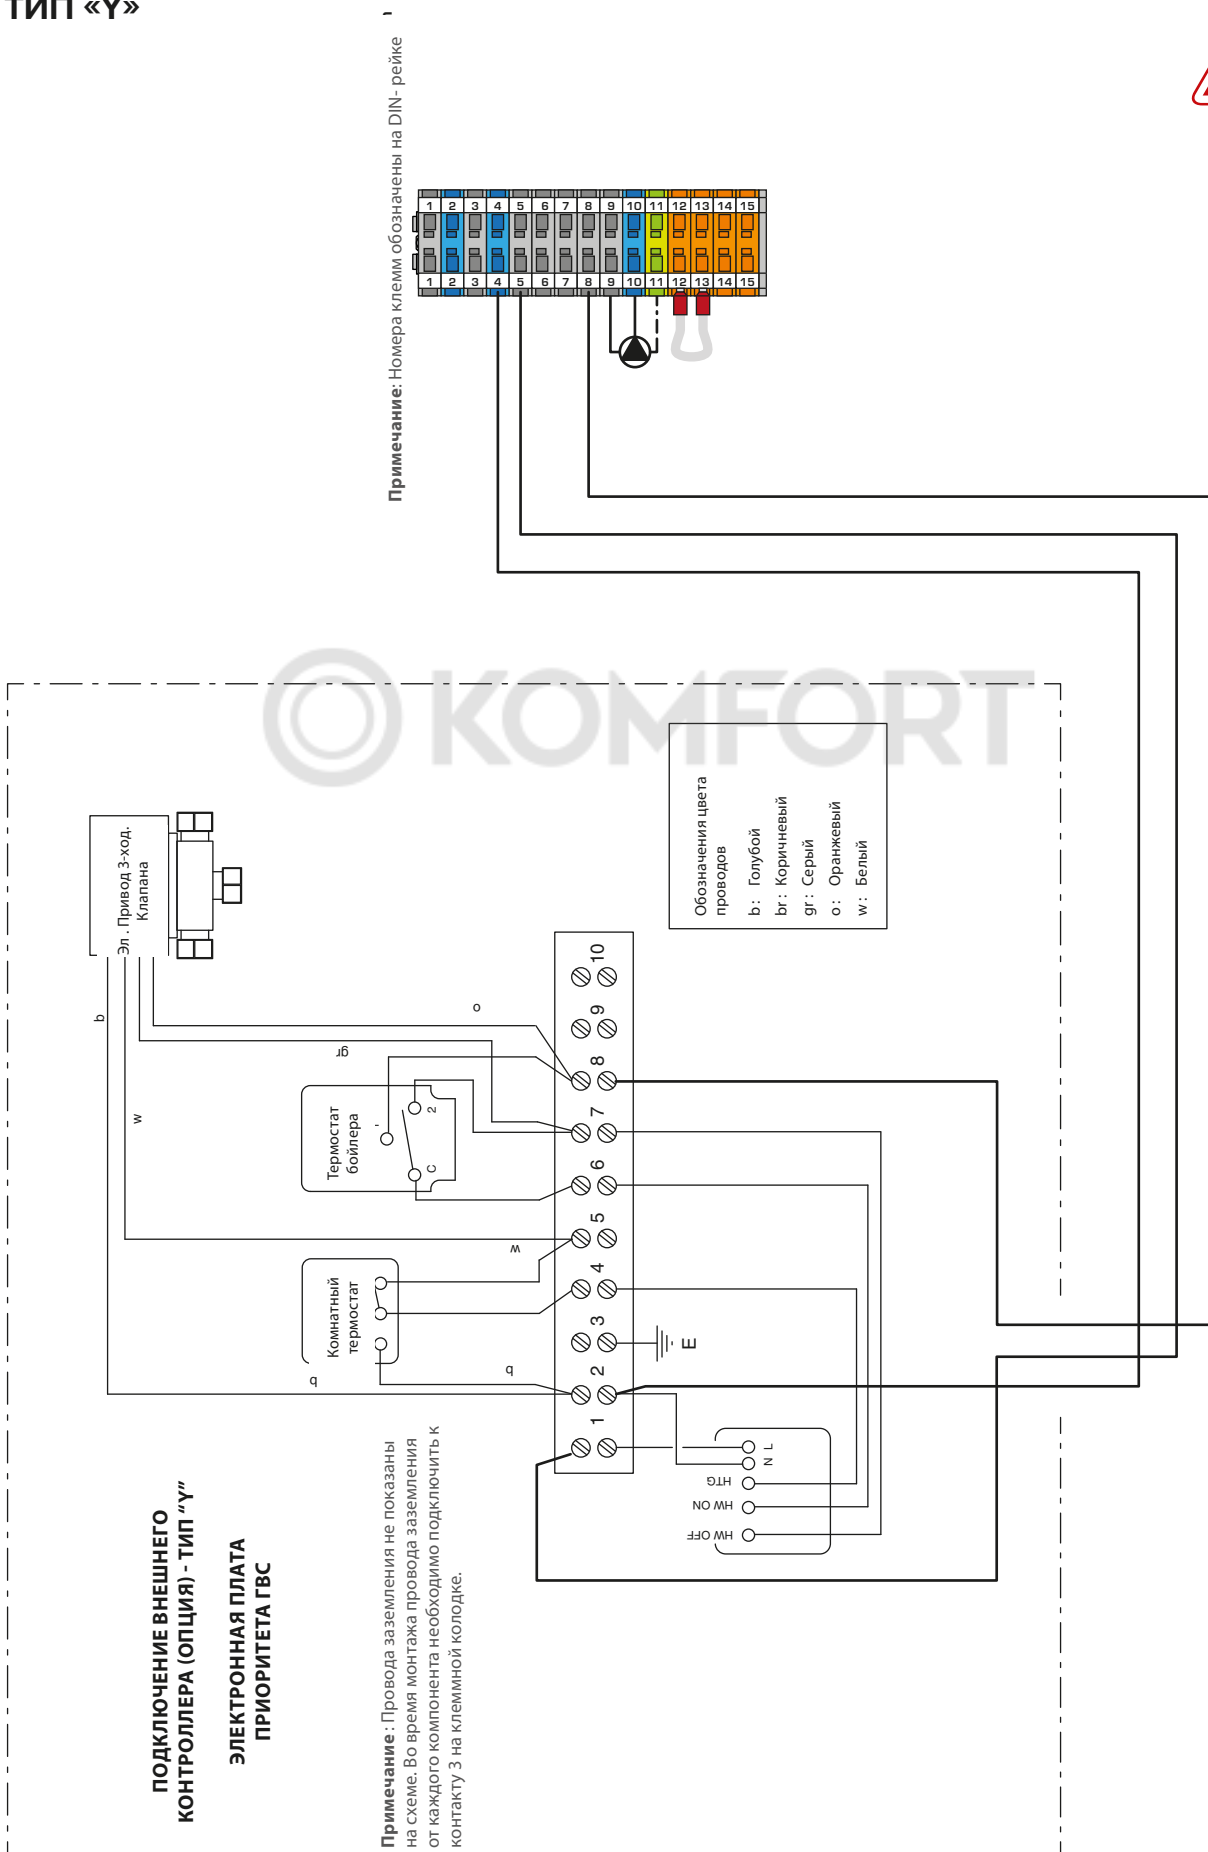 ТИП «Y»
Примечание: Номера клемм обозначены на DIN- рейке
1 2 3 4 5 6 7 8 9 10 11 12 13 14 15
1 2 3 4 5 6 7 8 9 10 11 12 13 14 15
KOMFORT
Эл . Привод 3-ход.
Клапана
b
w
gr
o
Термостат
бойлера
C
2
Комнатный
термостат
w
b
b
Обозначения цвета
проводов
b : Голубой
br : Коричневый
gr : Серый
o : Оранжевый
w : Белый
1 2 3 4 5 6 7 8 9 10
E
L
N
HTG
HW ON
HW OFF
ПОДКЛЮЧЕНИЕ ВНЕШНЕГО
КОНТРОЛЛЕРА (ОПЦИЯ) - ТИП “Y”
ЭЛЕКТРОННАЯ ПЛАТА
ПРИОРИТЕТА ГВС
Примечание : Провода заземления не показаны
на схеме. Во время монтажа провода заземления
от каждого компонента необходимо подключить к
контакту 3 на клеммной колодке.